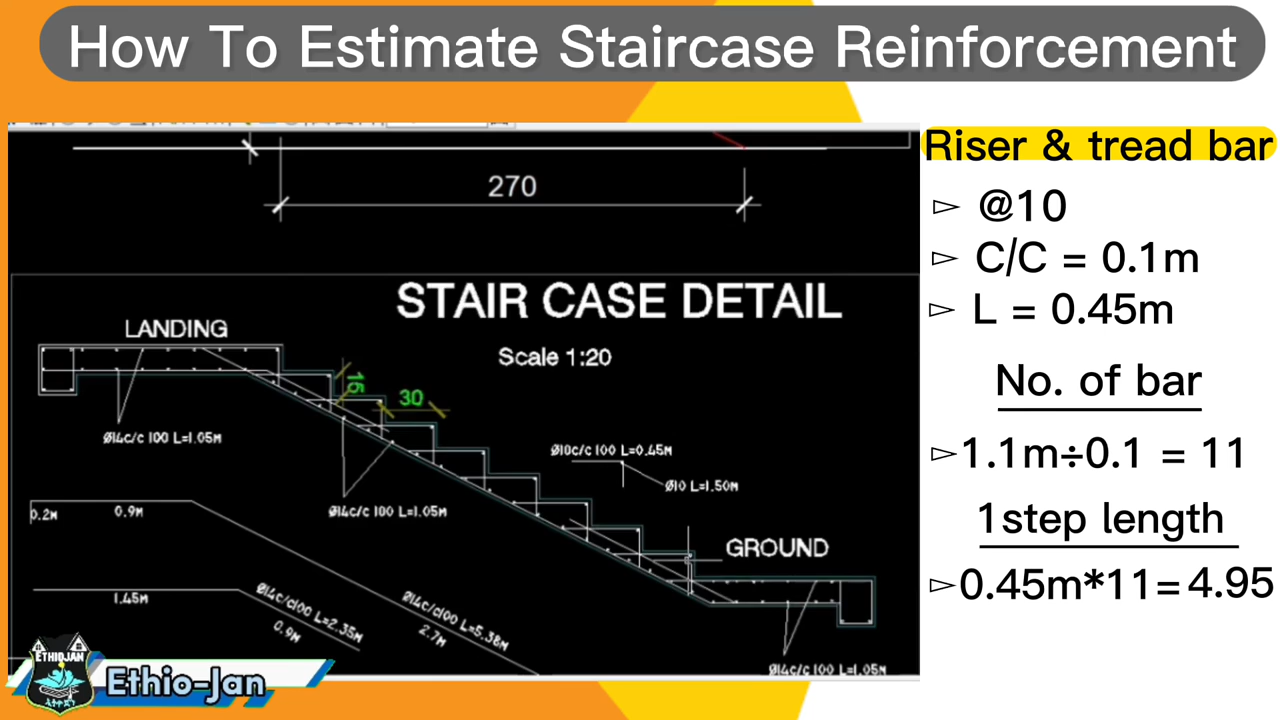 How To Estimate Staircase Reinforcement
270
STAIR CASE DETAIL
Scale 1:20
LANDING
15
30
Ø14c/c 100 L=1.05M
Ø14c/c 100 L=1.05M
Ø10c/c 100 L=0.45M
Ø10 L=1.50M
GROUND
0.2M
0.9M
1.45M
Ø14c/c100 L=2.35M
0.9M
Ø14c/c100 L=5.38M
2.7M
Ø14c/c 100 L=1.05M
Riser & tread bar
▻ @10
▻ C/C = 0.1m
▻ L = 0.45m
No. of bar
▻1.1m÷0.1 = 11
1step length
▻0.45m*11=4.95
ETHIOJAN
ኢትዮጃን
Ethio-Jan